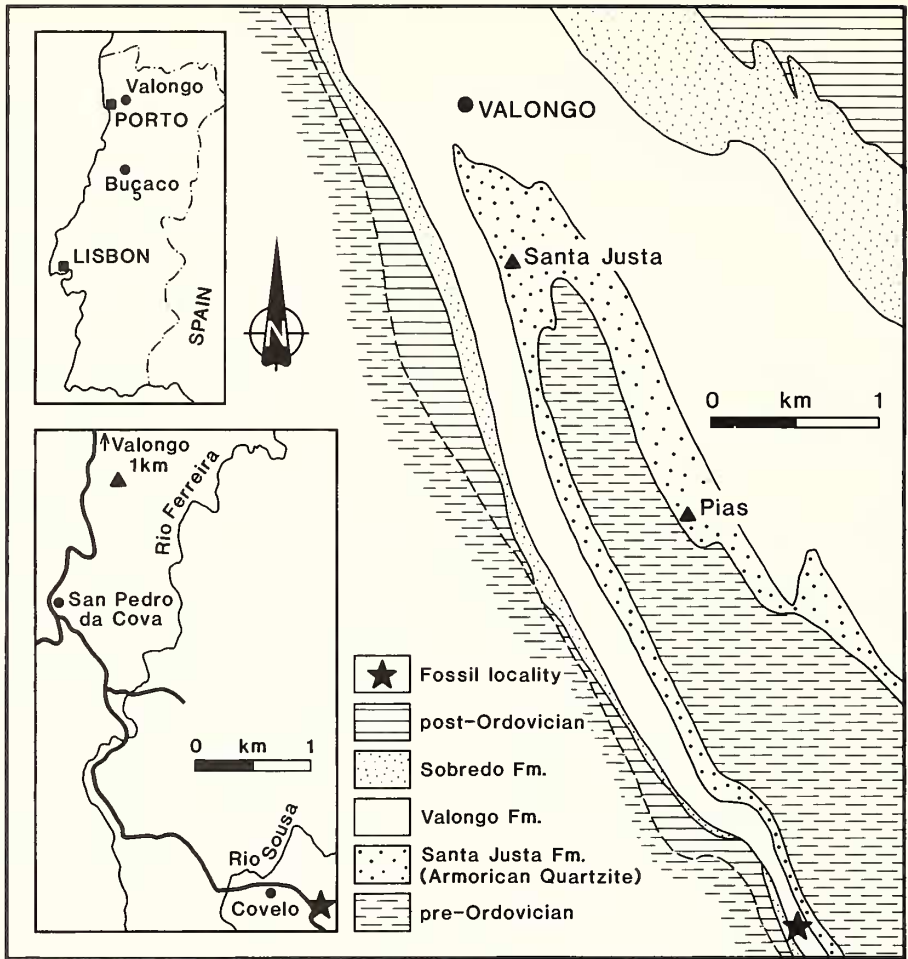 Valongo
PORTO
Buçaco
LISBON
SPAIN
N
VALONGO
Santa Justa
0 km 1
Pias
Valongo
1km
Rio Ferreira
San Pedro
da Cova
0 km 1
Rio Sousa
Covelo
Fossil locality
post-Ordovician
Sobredo Fm.
Valongo Fm.
Santa Justa Fm.
(Armorican Quartzite)
pre-Ordovician